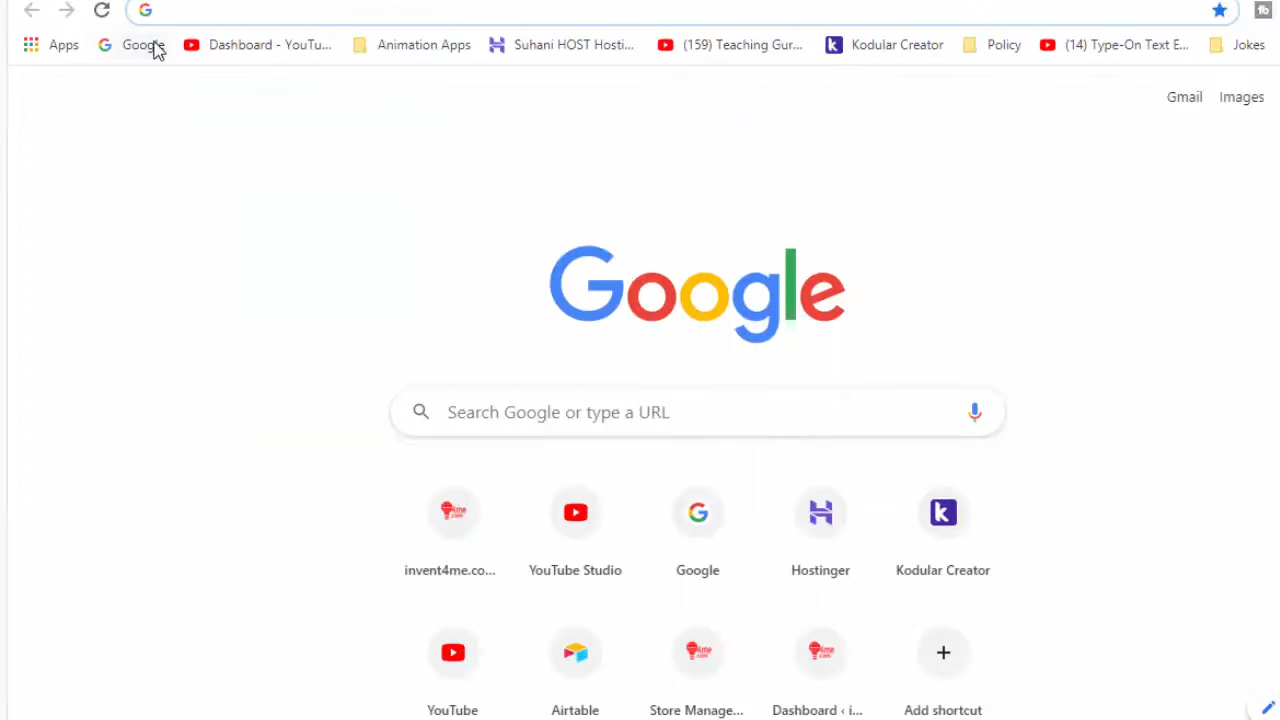 Apps Google Dashboard - YouTu... Animation Apps Suhani HOST Hosti... (159) Teaching Gur... Kodular Creator Policy (14) Type-On Text E... Jokes
Gmail Images
Google
Search Google or type a URL
invent4me.co... YouTube Studio Google Hostinger Kodular Creator
YouTube Airtable Store Manage... Dashboard ‹ i... Add shortcut